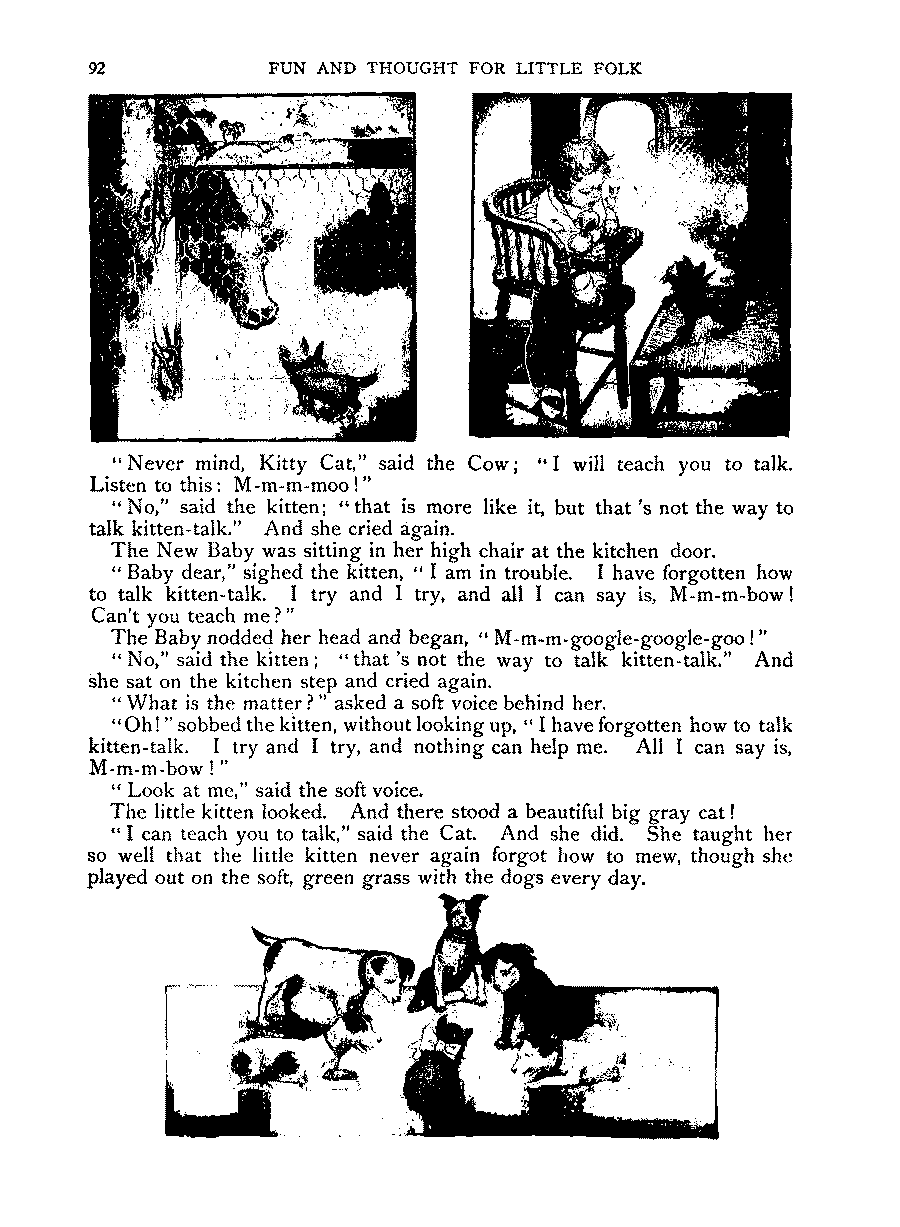 92 FUN AND THOUGHT FOR LITTLE FOLK
"Never mind, Kitty Cat," said the Cow; "I will teach you to talk.
Listen to this: M-m-m-moo!"
"No," said the kitten; "that is more like it, but that 's not the way to
talk kitten-talk." And she cried again.
The New Baby was sitting in her high chair at the kitchen door.
"Baby dear," sighed the kitten, "I am in trouble. I have forgotten how
to talk kitten-talk. I try and I try, and all I can say is, M-m-m-bow!
Can't you teach me?"
The Baby nodded her head and began, "M-m-m-google-google-goo!"
"No," said the kitten; "that 's not the way to talk kitten-talk." And
she sat on the kitchen step and cried again.
"What is the matter?" asked a soft voice behind her.
"Oh!" sobbed the kitten, without looking up, "I have forgotten how to talk
kitten-talk. I try and I try, and nothing can help me. All I can say is,
M-m-m-bow!"
"Look at me," said the soft voice.
The little kitten looked. And there stood a beautiful big gray cat!
"I can teach you to talk," said the Cat. And she did. She taught her
so well that the little kitten never again forgot how to mew, though she
played out on the soft, green grass with the dogs every day.